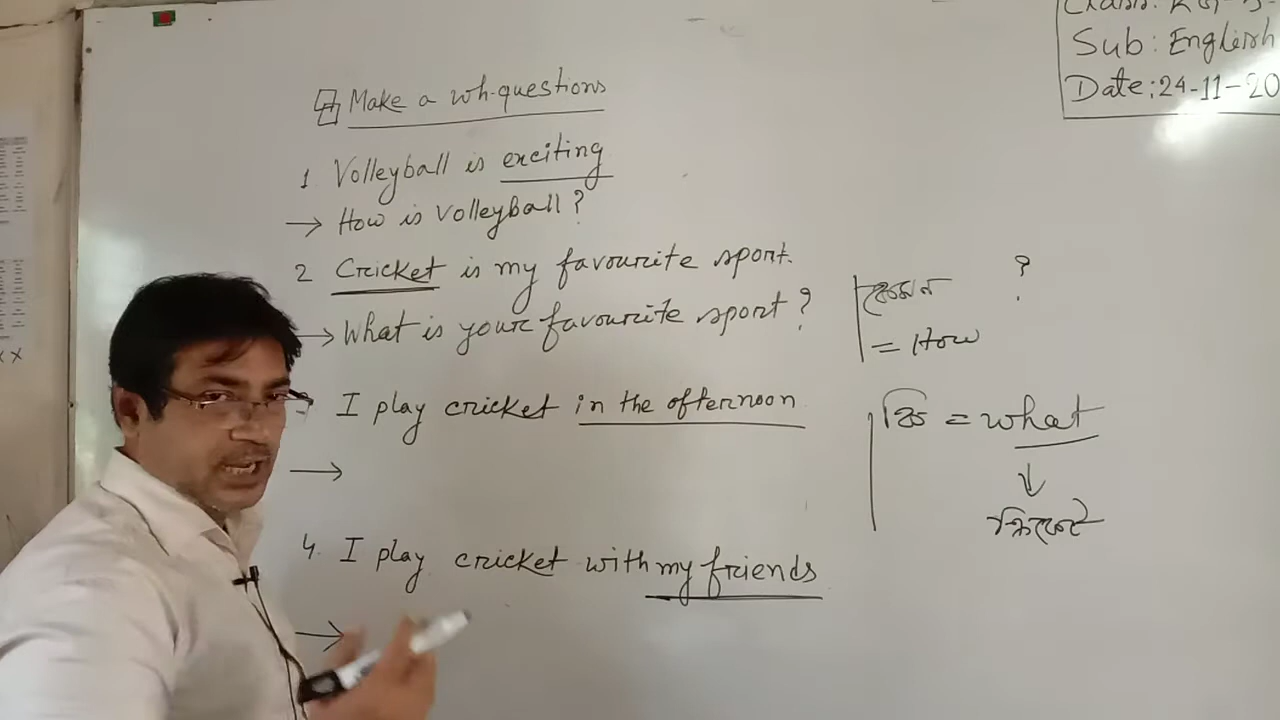 Sub: English
Date: 24-11-20
Make a wh-questions
1 Volleyball is exciting
→ How is volleyball?
2 Cricket is my favourite sport.
→ What is your favourite sport?
I play cricket in the ofternoon
→
4. I play cricket with my friends
→
কেমন ?
= How
কি = what
↓
ক্রিকেট